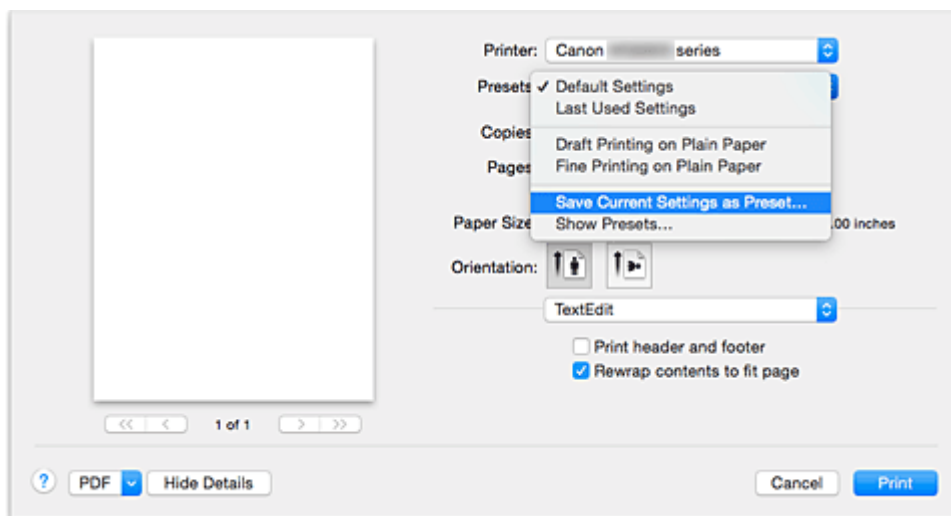 Printer: Canon series
Presets ✓ Default Settings
Last Used Settings
Copies
Draft Printing on Plain Paper
Pages
Fine Printing on Plain Paper
Save Current Settings as Preset...
Paper Size
Show Presets...
.00 inches
Orientation:
TextEdit
Print header and footer
Rewrap contents to fit page
1 of 1
? PDF Hide Details Cancel Print